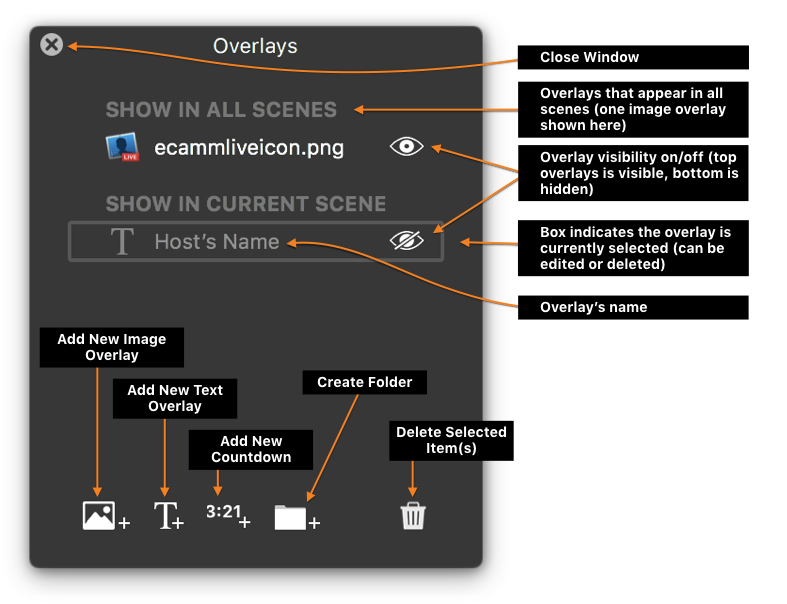 Overlays
Close Window
SHOW IN ALL SCENES
Overlays that appear in all
scenes (one image overlay
shown here)
LIVE
ecammliveicon.png
Overlay visibility on/off (top
overlays is visible, bottom is
hidden)
SHOW IN CURRENT SCENE
T Host's Name
Box indicates the overlay is
currently selected (can be
edited or deleted)
Overlay's name
Add New Image
Overlay
Add New Text
Overlay
Add New
Countdown
Create Folder
Delete Selected
Item(s)
T+
3:21+